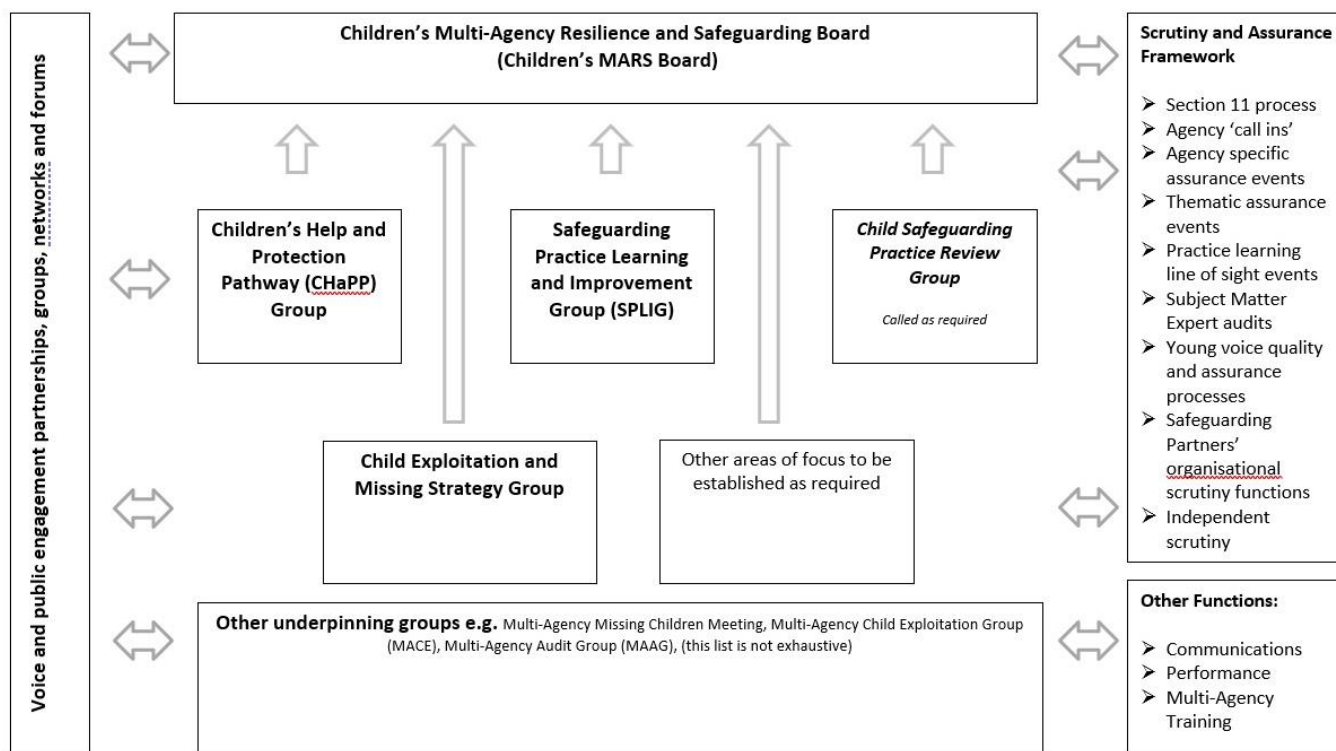 Voice and public engagement partnerships, groups, networks and forums
Children’s Multi-Agency Resilience and Safeguarding Board
(Children’s MARS Board)
Children’s Help and
Protection
Pathway (CHaPP)
Group
Safeguarding
Practice Learning
and Improvement
Group (SPLIG)
Child Safeguarding
Practice Review
Group
Called as required
Child Exploitation and
Missing Strategy Group
Other areas of focus to be
established as required
Other underpinning groups e.g. Multi-Agency Missing Children Meeting, Multi-Agency Child Exploitation Group
(MACE), Multi-Agency Audit Group (MAAG), (this list is not exhaustive)
Scrutiny and Assurance
Framework
➢ Section 11 process
➢ Agency ‘call ins’
➢ Agency specific
assurance events
➢ Thematic assurance
events
➢ Practice learning
line of sight events
➢ Subject Matter
Expert audits
➢ Young voice quality
and assurance
processes
➢ Safeguarding
Partners’
organisational
scrutiny functions
➢ Independent
scrutiny
Other Functions:
➢ Communications
➢ Performance
➢ Multi-Agency
Training